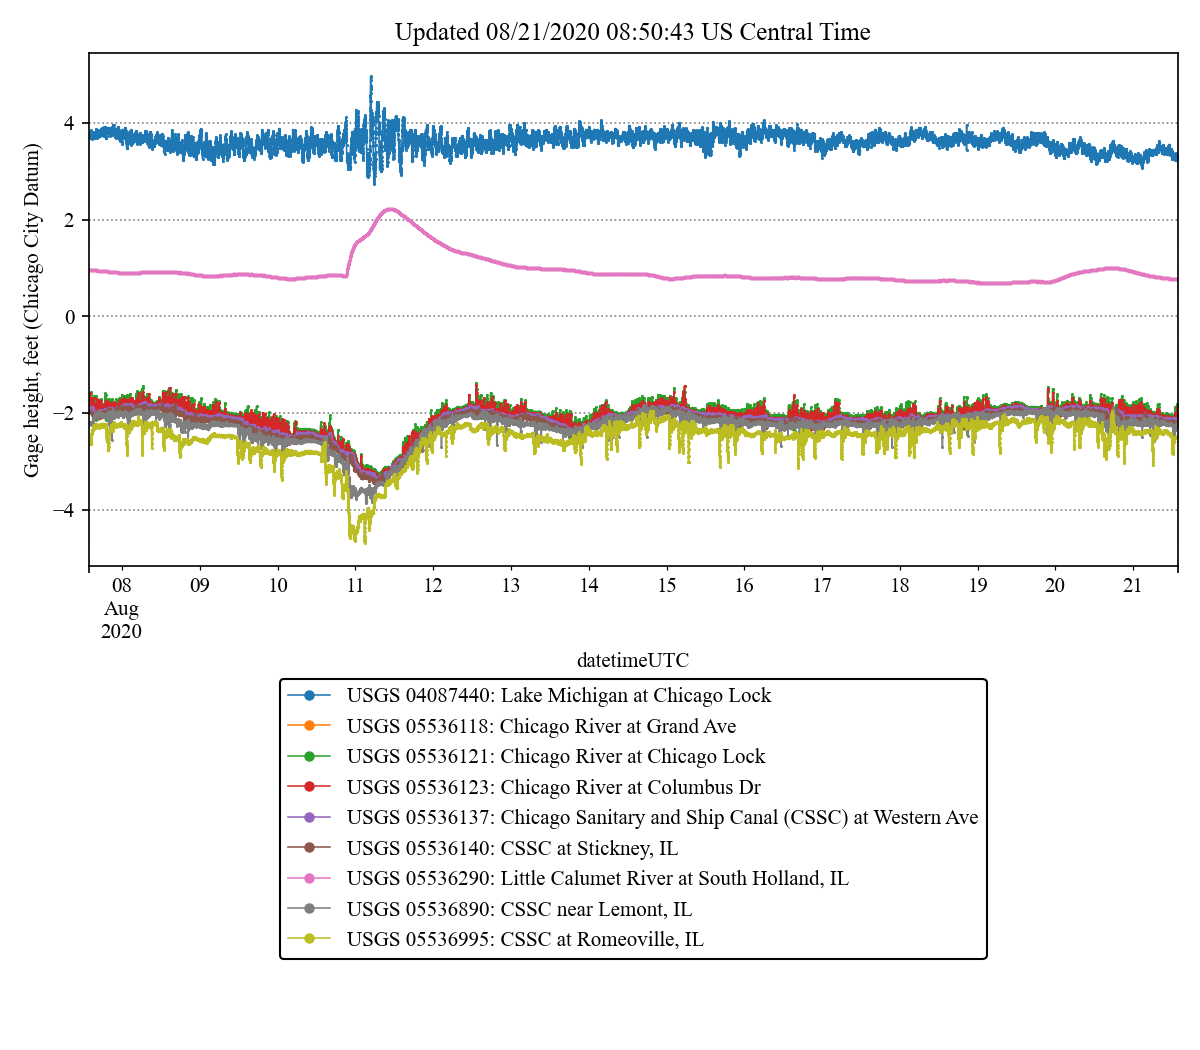 Updated 08/21/2020 08:50:43 US Central Time
Gage height, feet (Chicago City Datum)
4
2
0
−2
−4
08 09 10 11 12 13 14 15 16 17 18 19 20 21
Aug
2020
datetimeUTC
USGS 04087440: Lake Michigan at Chicago Lock
USGS 05536118: Chicago River at Grand Ave
USGS 05536121: Chicago River at Chicago Lock
USGS 05536123: Chicago River at Columbus Dr
USGS 05536137: Chicago Sanitary and Ship Canal (CSSC) at Western Ave
USGS 05536140: CSSC at Stickney, IL
USGS 05536290: Little Calumet River at South Holland, IL
USGS 05536890: CSSC near Lemont, IL
USGS 05536995: CSSC at Romeoville, IL